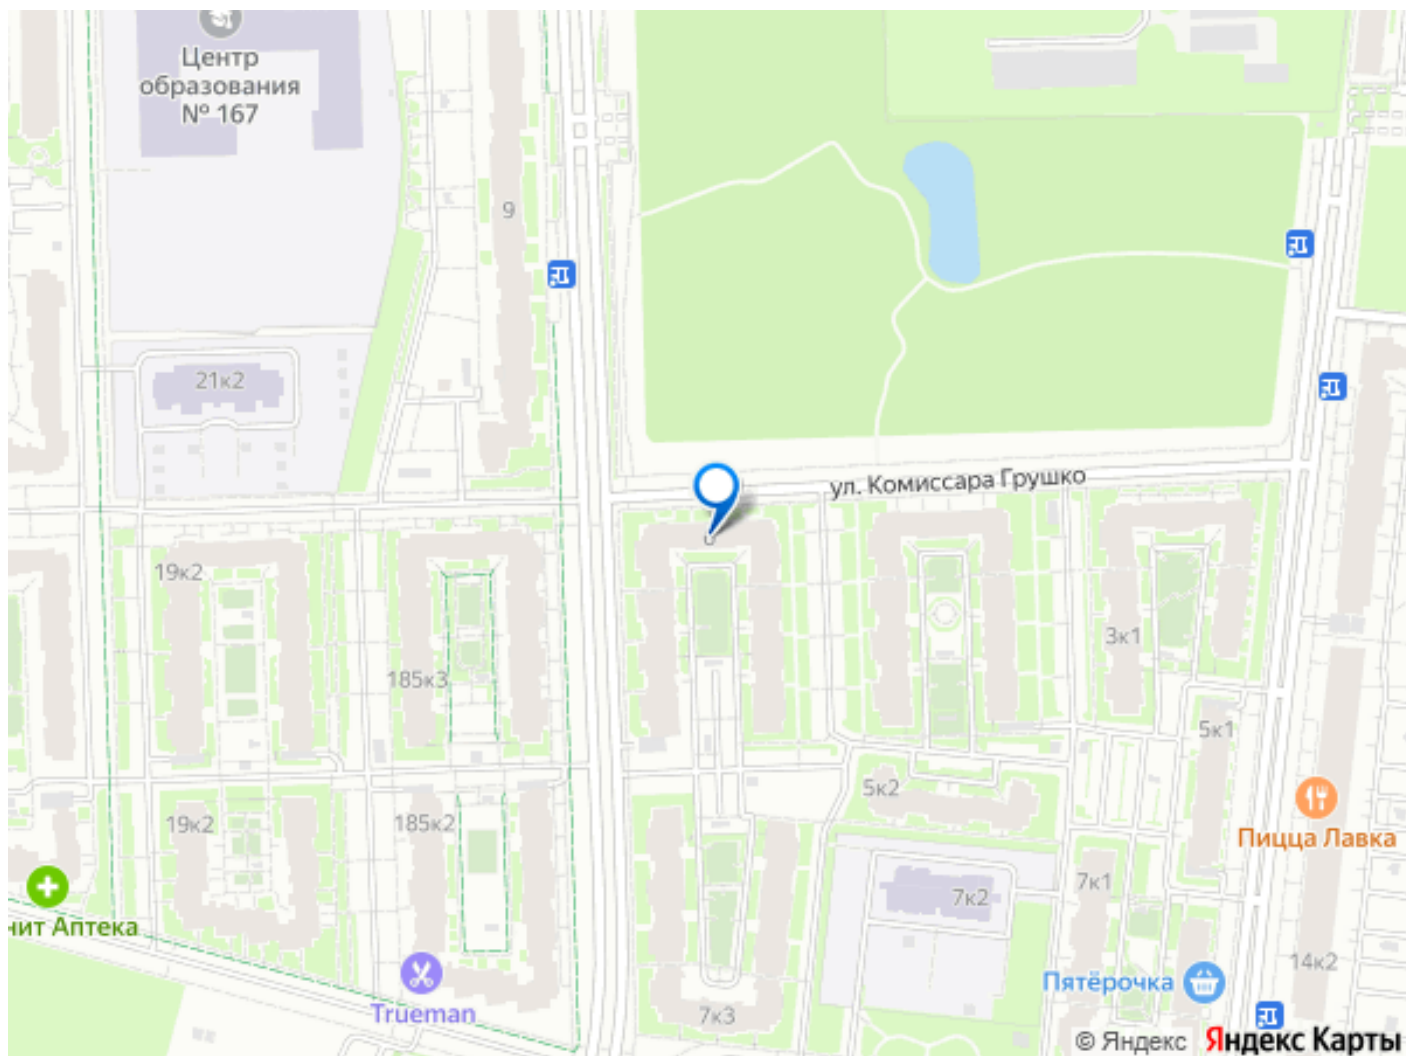 Центр
образования
№ 167
9
21к2
ул. Комиссара Грушко
19к2
3к1
185к3
5к1
5к2
19к2
185к2
Пицца Лавка
7к1
7к2
нит Аптека
14к2
Пятёрочка
Trueman
7к3
© Яндекс Яндекс Карты